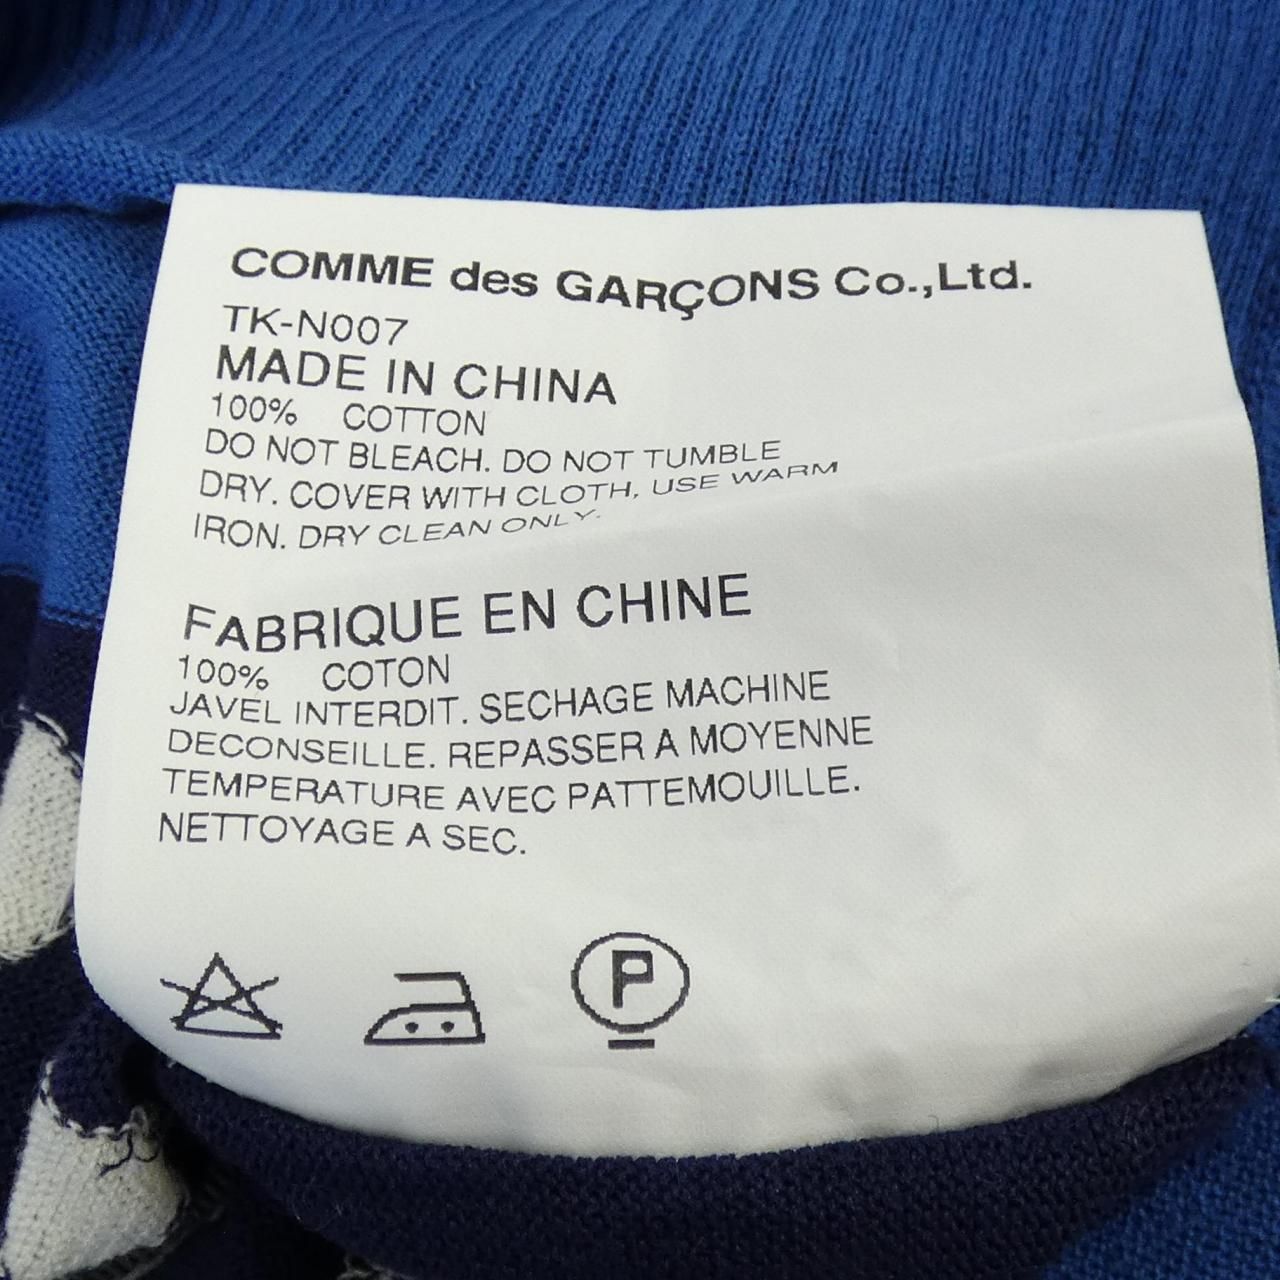 COMME des GARÇONS Co.,Ltd.
TK-N007
MADE IN CHINA
100% COTTON
DO NOT BLEACH. DO NOT TUMBLE
DRY. COVER WITH CLOTH, USE WARM
IRON. DRY CLEAN ONLY.
FABRIQUE EN CHINE
100% COTON
JAVEL INTERDIT. SECHAGE MACHINE
DECONSEILLE. REPASSER A MOYENNE
TEMPERATURE AVEC PATTEMOUILLE.
NETTOYAGE A SEC.
P